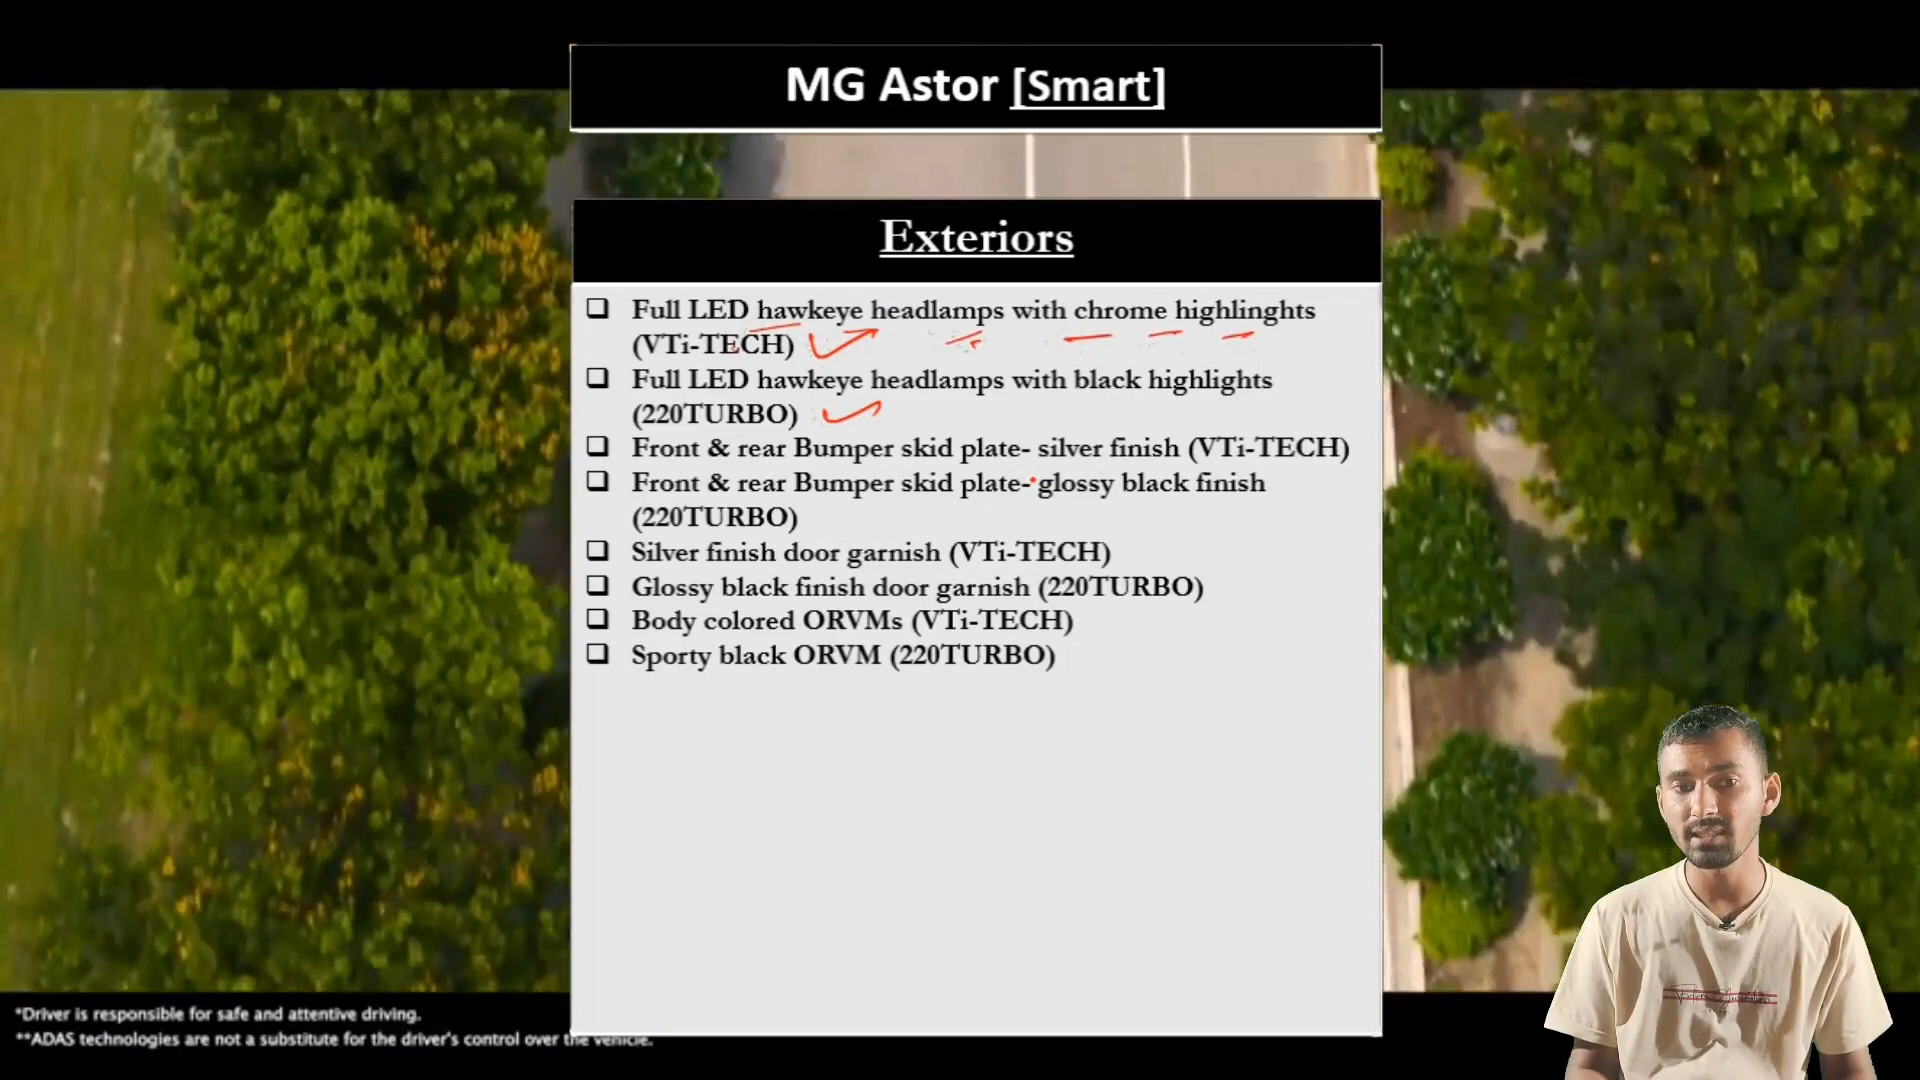 MG Astor [Smart]
Exteriors
Full LED hawkeye headlamps with chrome highlinghts
(VTi-TECH)
Full LED hawkeye headlamps with black highlights
(220TURBO)
Front & rear Bumper skid plate- silver finish (VTi-TECH)
Front & rear Bumper skid plate- glossy black finish
(220TURBO)
Silver finish door garnish (VTi-TECH)
Glossy black finish door garnish (220TURBO)
Body colored ORVMs (VTi-TECH)
Sporty black ORVM (220TURBO)
*Driver is responsible for safe and attentive driving.
**ADAS technologies are not a substitute for the driver's control over the vehicle.